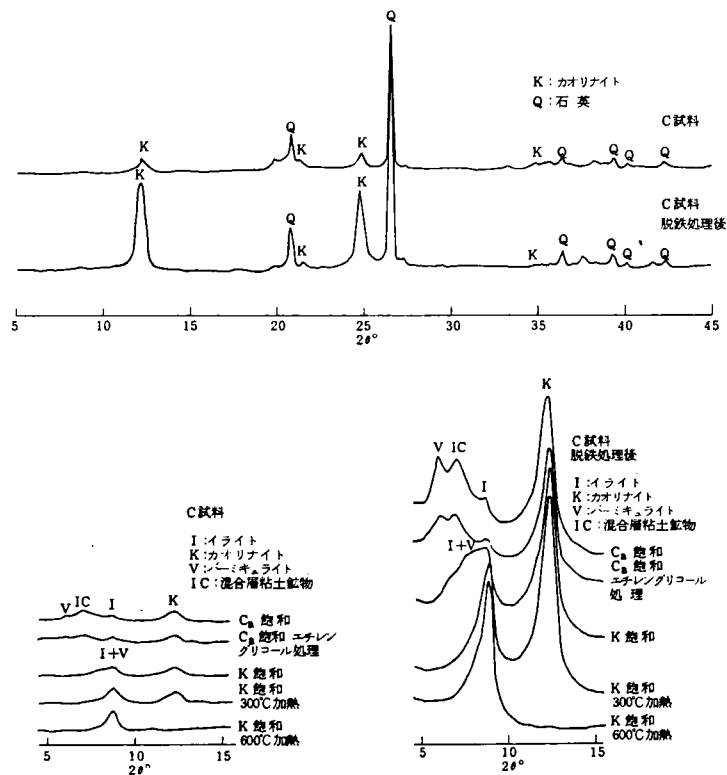 Q
K : カオリナイト
Q : 石 英
C 試料
K
Q
K
K
K
Q
Q
Q
Q
K
K
C 試料
脱鉄処理後
Q
K
K
Q
Q
Q
Q
5
10
15
20
25
30
35
40
45
2θ°
C試料
I :イライト
K :カオリナイト
V :バーミキュライト
I C :混合層粘土鉱物
V
IC
I
K
Ca 飽和
Ca 飽和 エチレン
グリコール処理
I+V
K 飽和
K 飽和
300℃加熱
K 飽和
600℃加熱
5
10
15
2θ°
K
C試料
脱鉄処理後
V
IC
I
I :イライト
K :カオリナイト
V :バーミキュライト
I C :混合層粘土鉱物
I+V
Ca 飽和
Ca 飽和
エチレングリコール
処理
K 飽和
K 飽和
300℃加熱
K 飽和
600℃加熱
5
10
15
2θ°